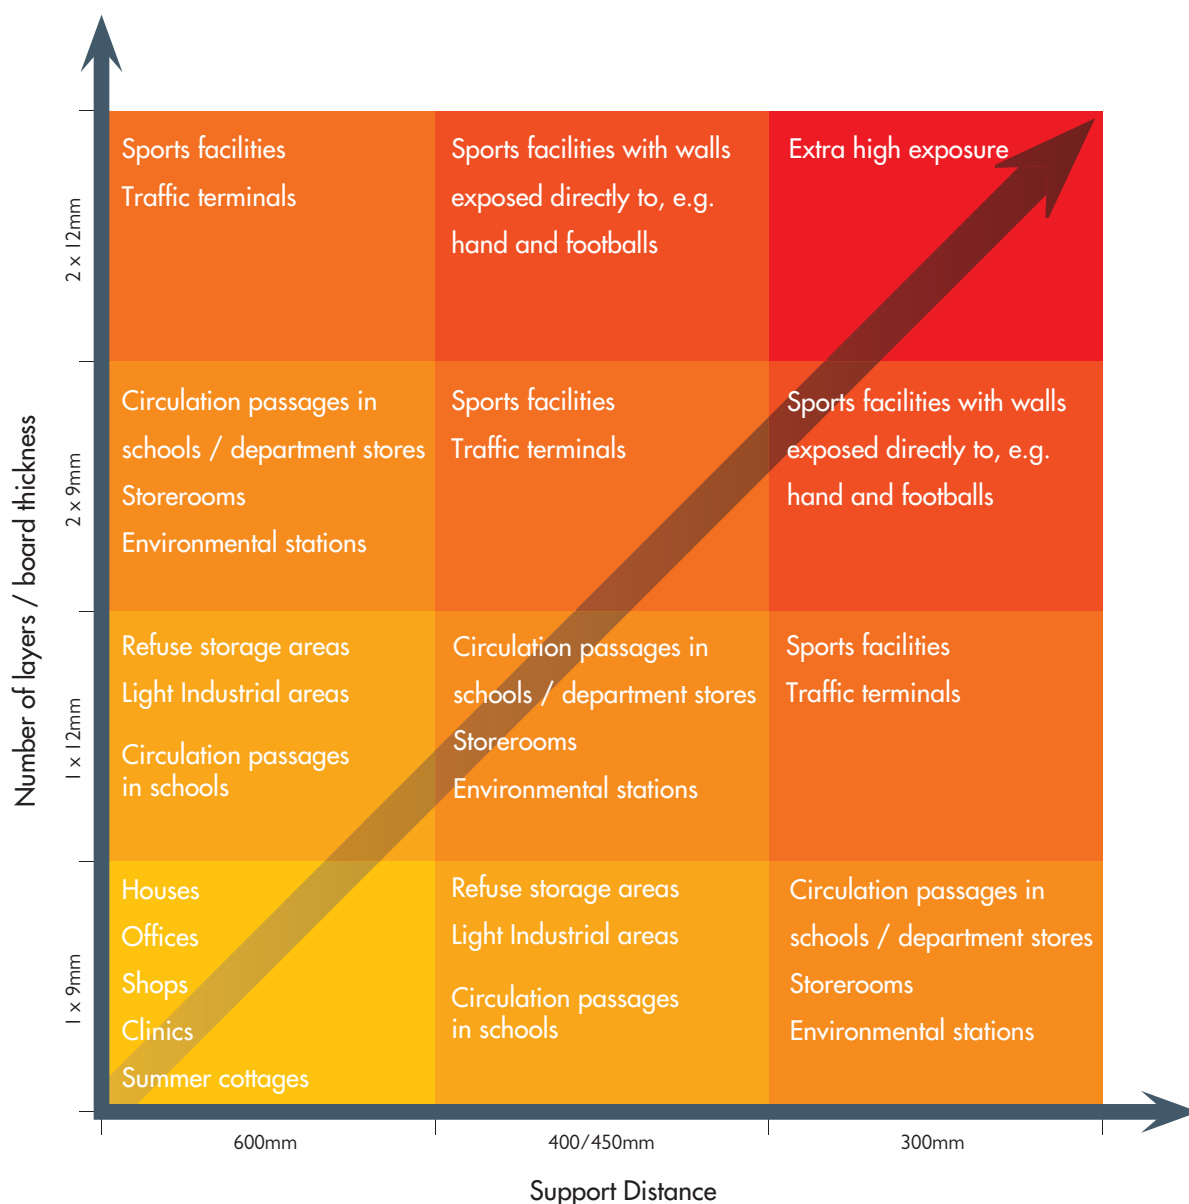 Number of layers / board thickness
2 x 12mm
Sports facilities
Traffic terminals
Sports facilities with walls
exposed directly to, e.g.
hand and footballs
Extra high exposure
2 x 9mm
Circulation passages in
schools / department stores
Storerooms
Environmental stations
Sports facilities
Traffic terminals
Sports facilities with walls
exposed directly to, e.g.
hand and footballs
1 x 12mm
Refuse storage areas
Light Industrial areas
Circulation passages
in schools
Circulation passages in
schools / department stores
Storerooms
Environmental stations
Sports facilities
Traffic terminals
1 x 9mm
Houses
Offices
Shops
Clinics
Summer cottages
Refuse storage areas
Light Industrial areas
Circulation passages
in schools
Circulation passages in
schools / department stores
Storerooms
Environmental stations
600mm
400/450mm
300mm
Support Distance